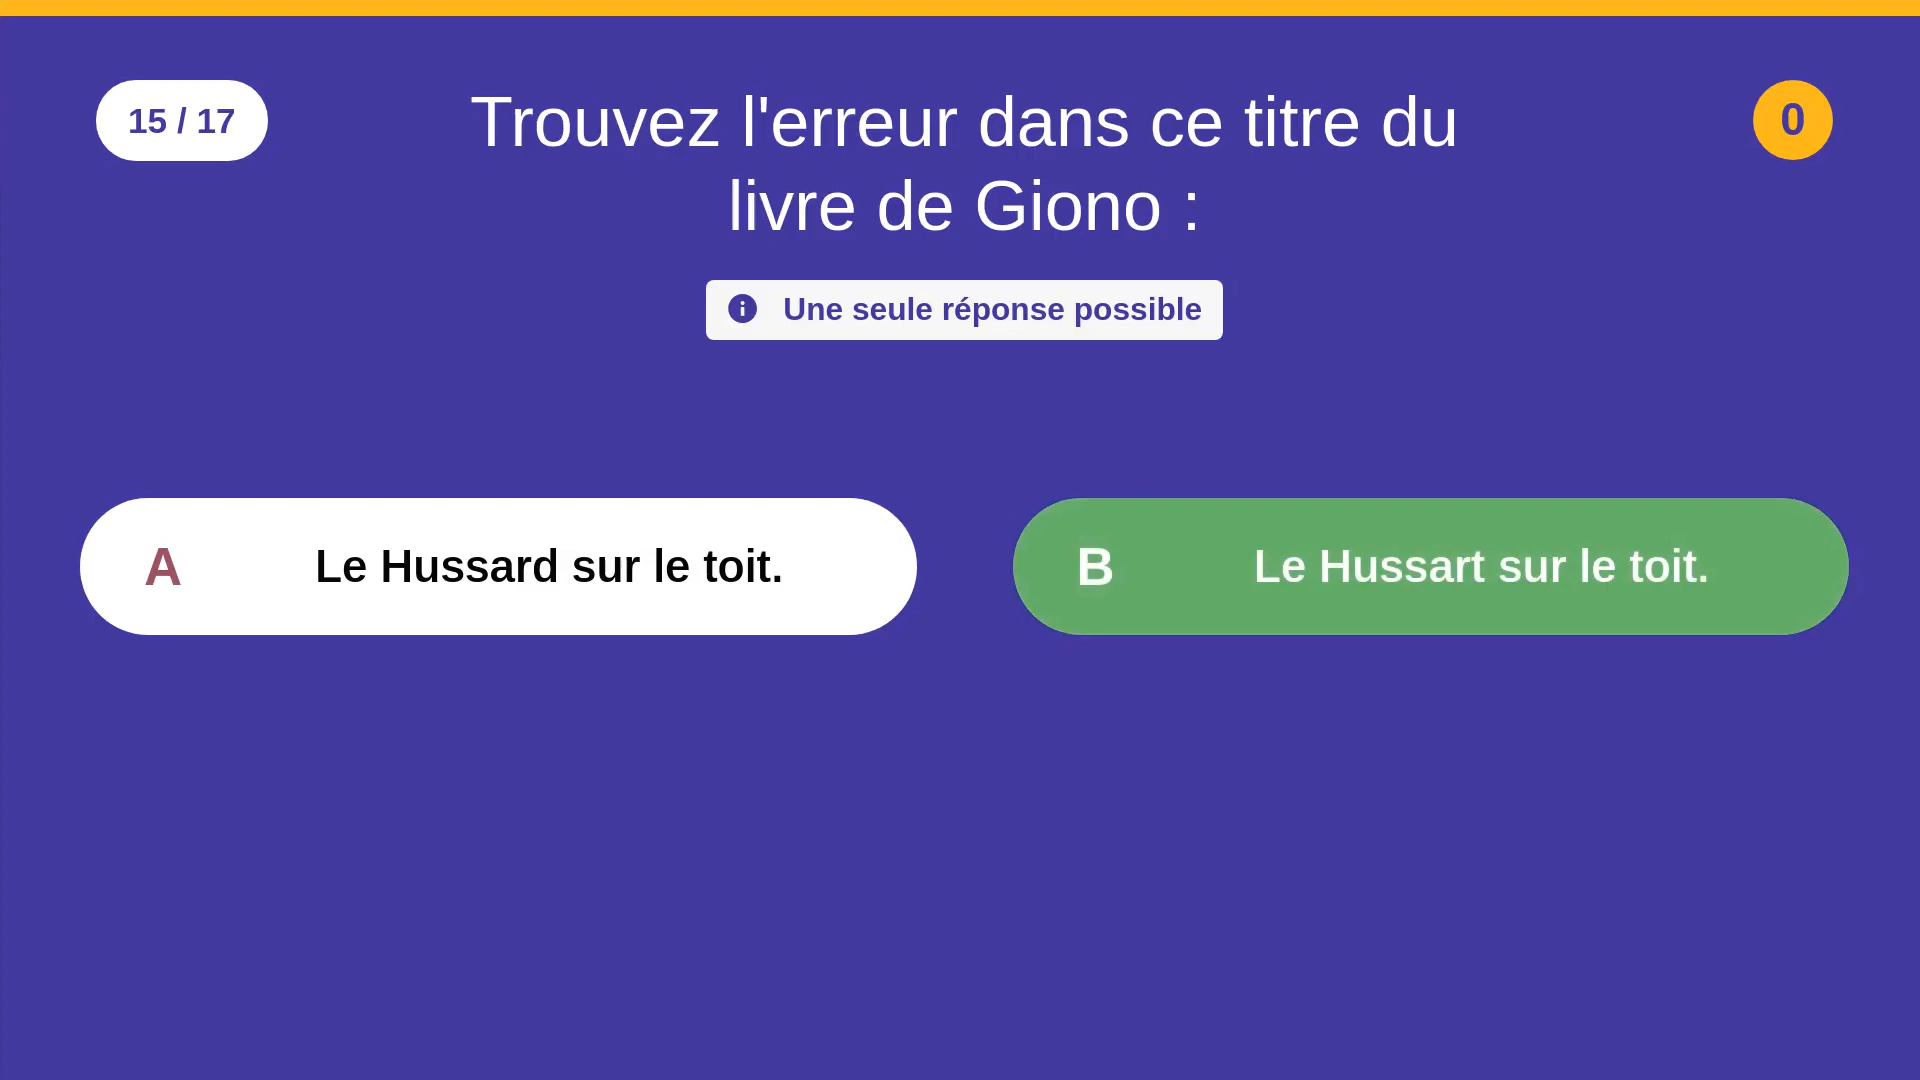 15 / 17
Trouvez l'erreur dans ce titre du
livre de Giono :
0
Une seule réponse possible
A
Le Hussard sur le toit.
B
Le Hussart sur le toit.